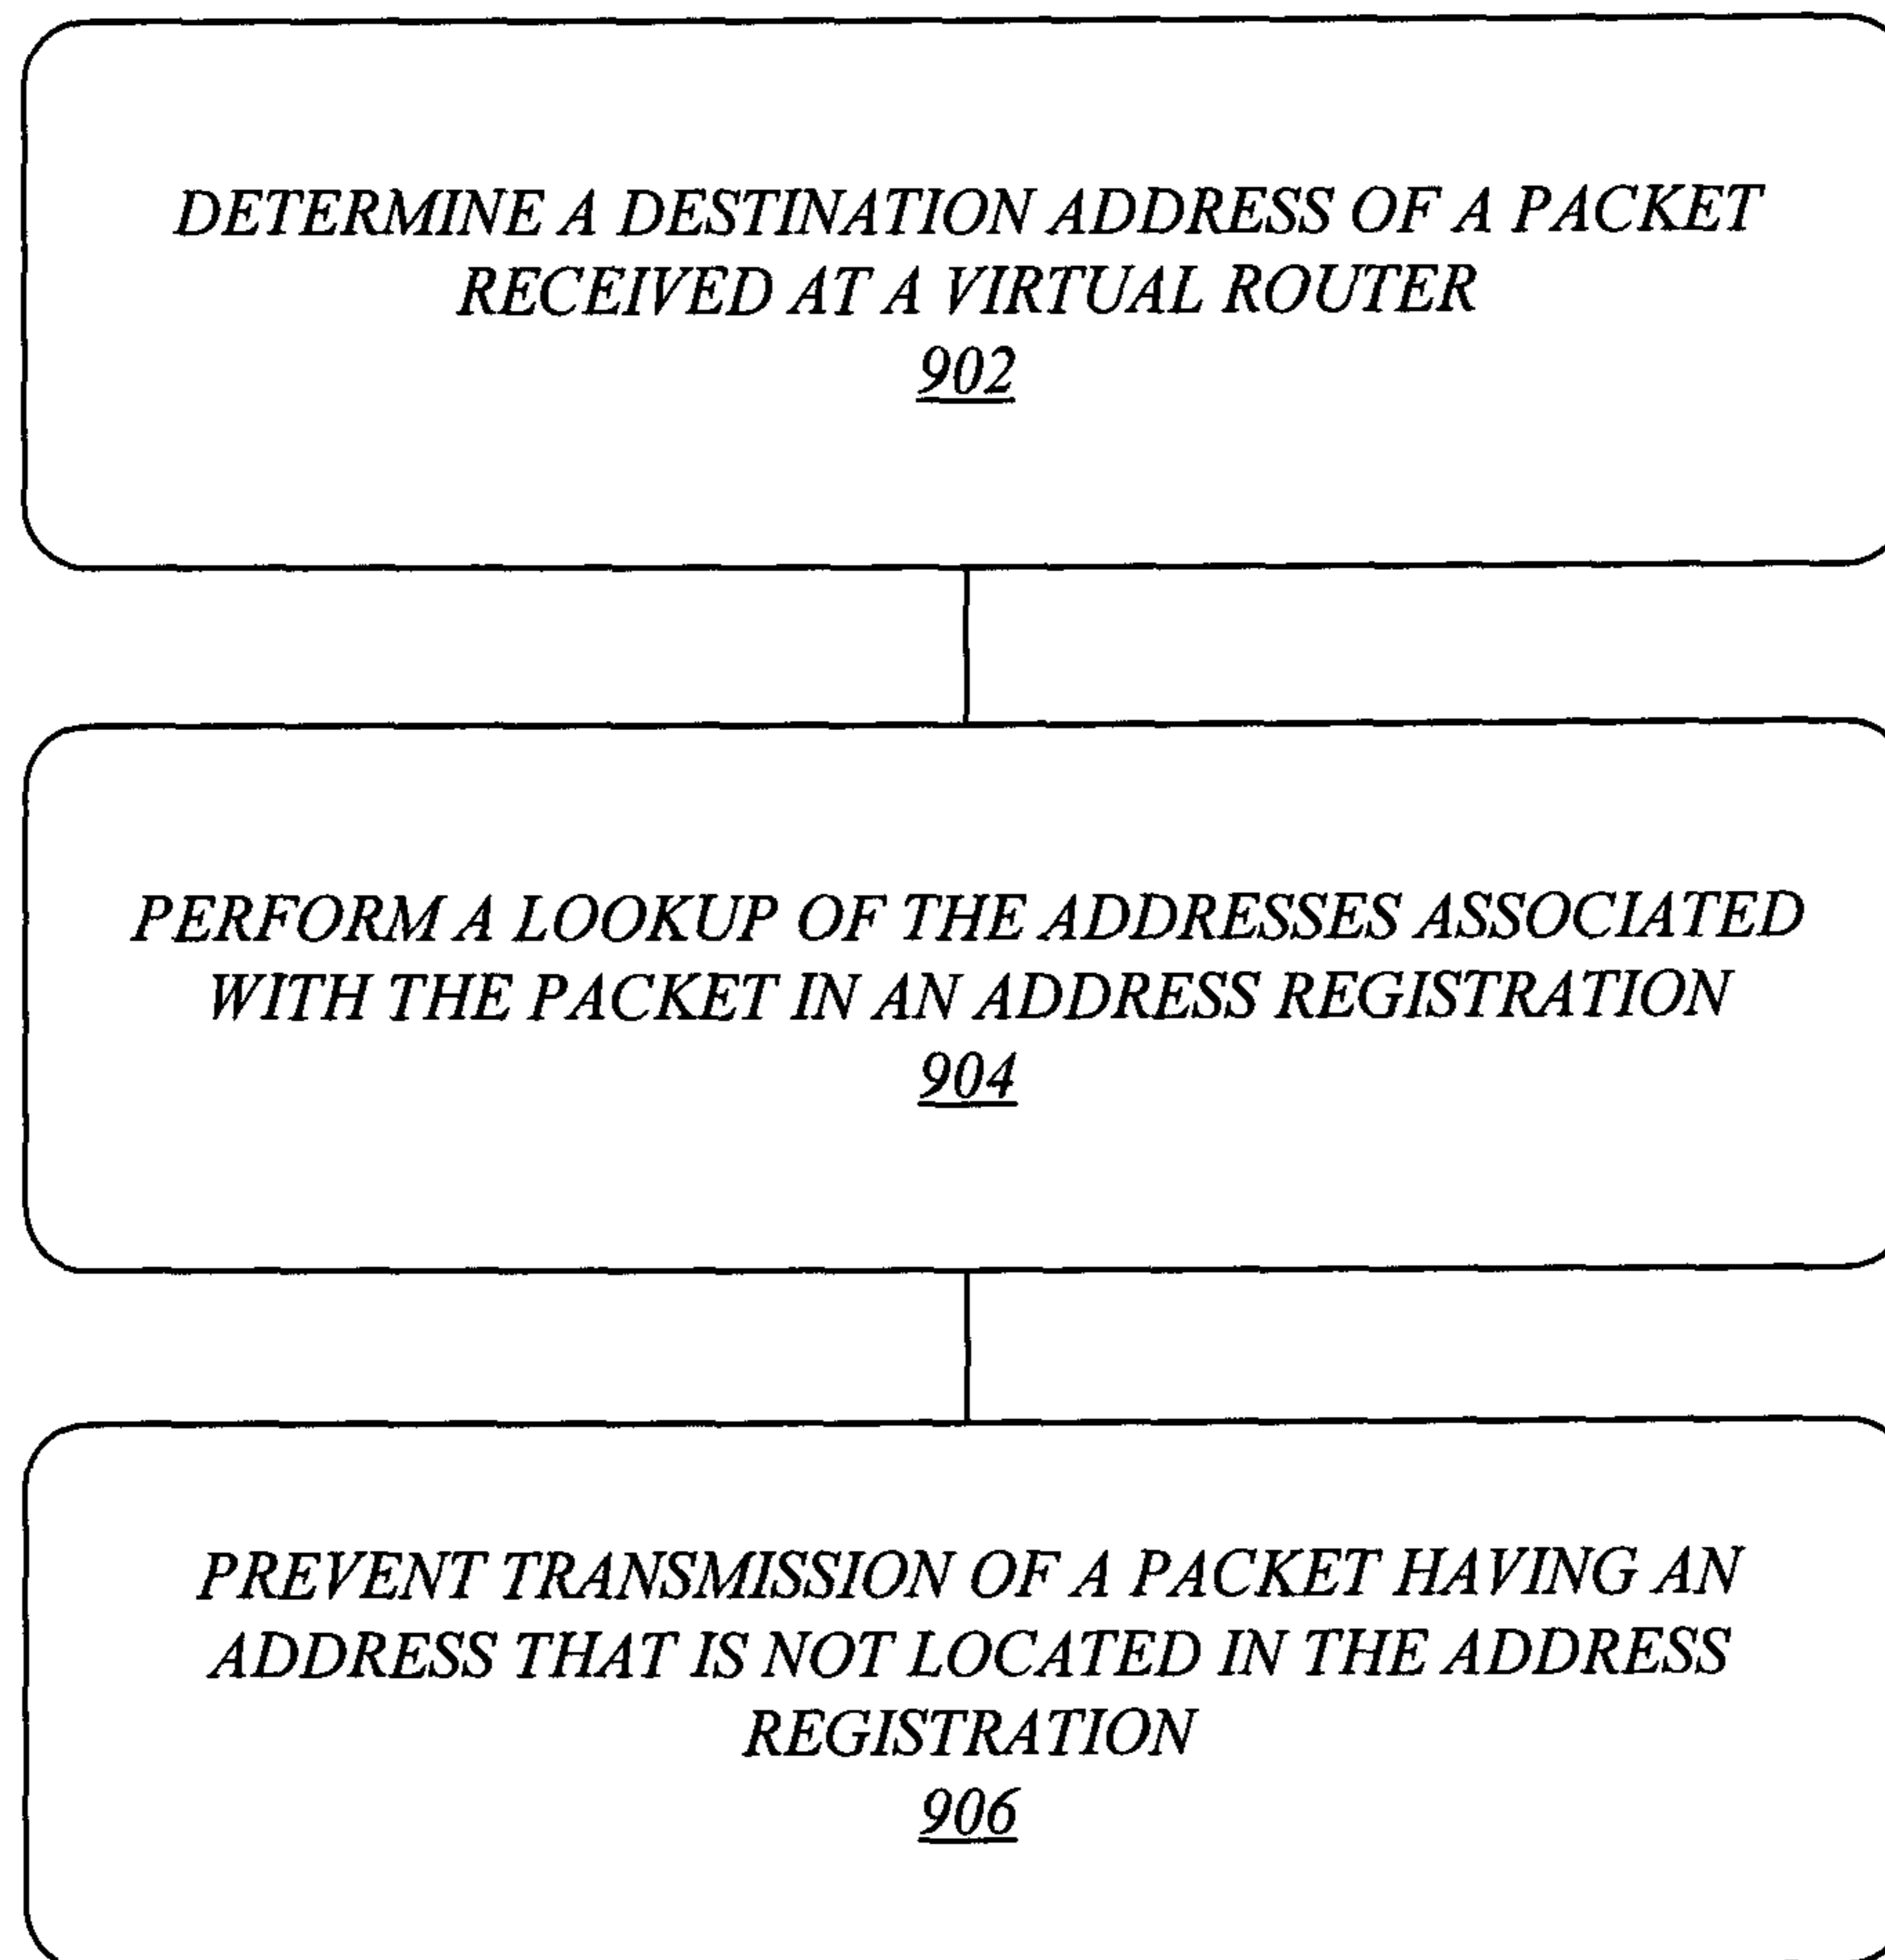 DETERMINE A DESTINATION ADDRESS OF A PACKET
RECEIVED AT A VIRTUAL ROUTER
902
PERFORM A LOOKUP OF THE ADDRESSES ASSOCIATED
WITH THE PACKET IN AN ADDRESS REGISTRATION
904
PREVENT TRANSMISSION OF A PACKET HAVING AN
ADDRESS THAT IS NOT LOCATED IN THE ADDRESS
REGISTRATION
906